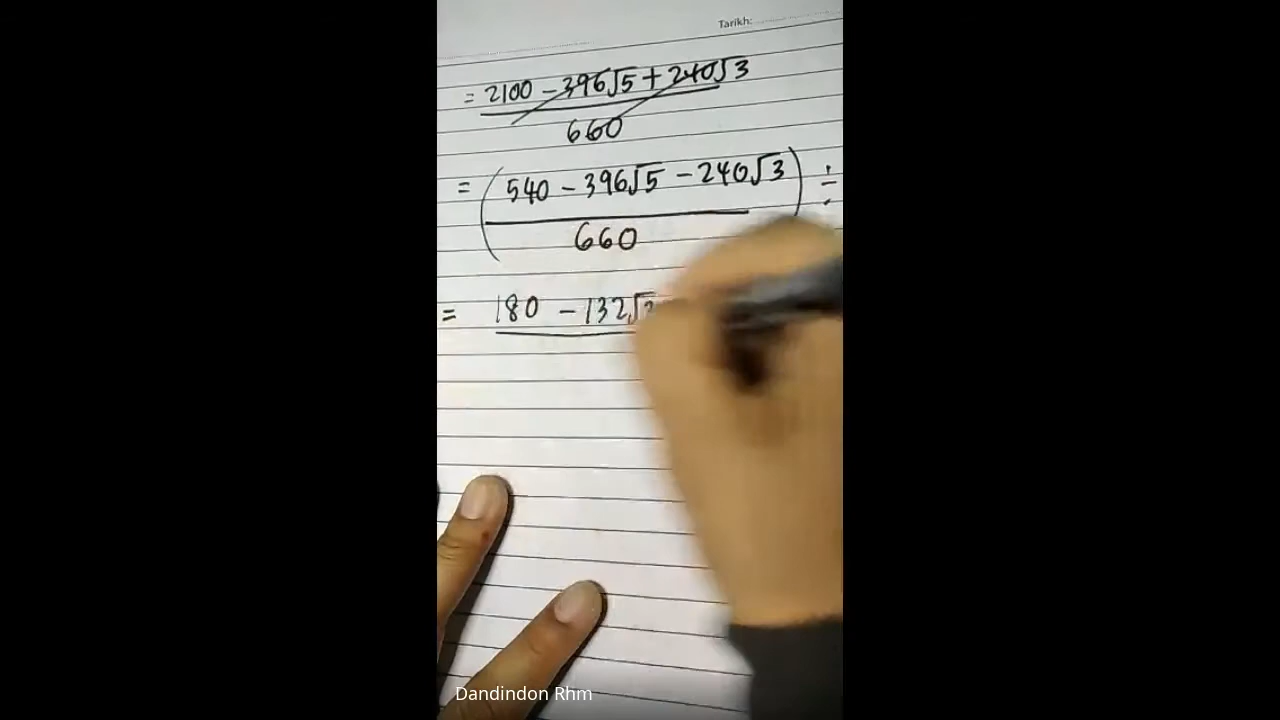 Tarikh:
= 2100 - 396√5 + 240√3
660
= (540 - 396√5 - 240√3) ÷
660
= 180 - 132√
Dandindon Rhm